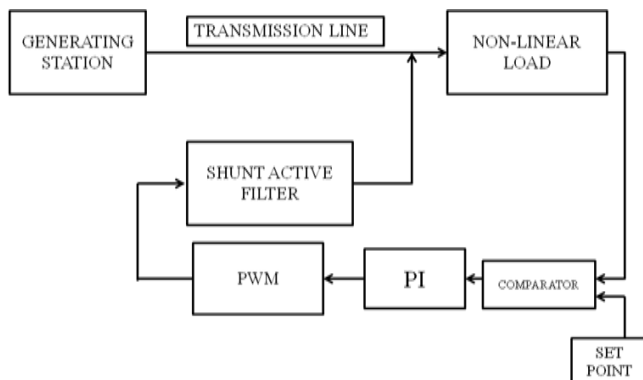 GENERATING
STATION
TRANSMISSION LINE
NON-LINEAR
LOAD
SHUNT ACTIVE
FILTER
PWM
PI
COMPARATOR
SET
POINT